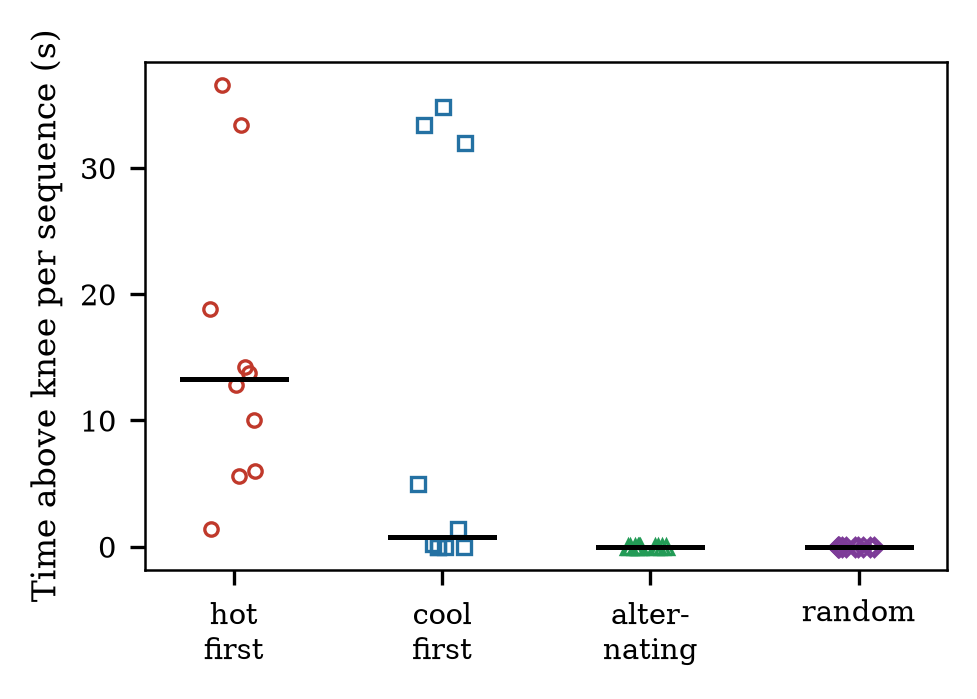 Time above knee per sequence (s)
30
20
10
0
hot
first
cool
first
alter-
nating
random